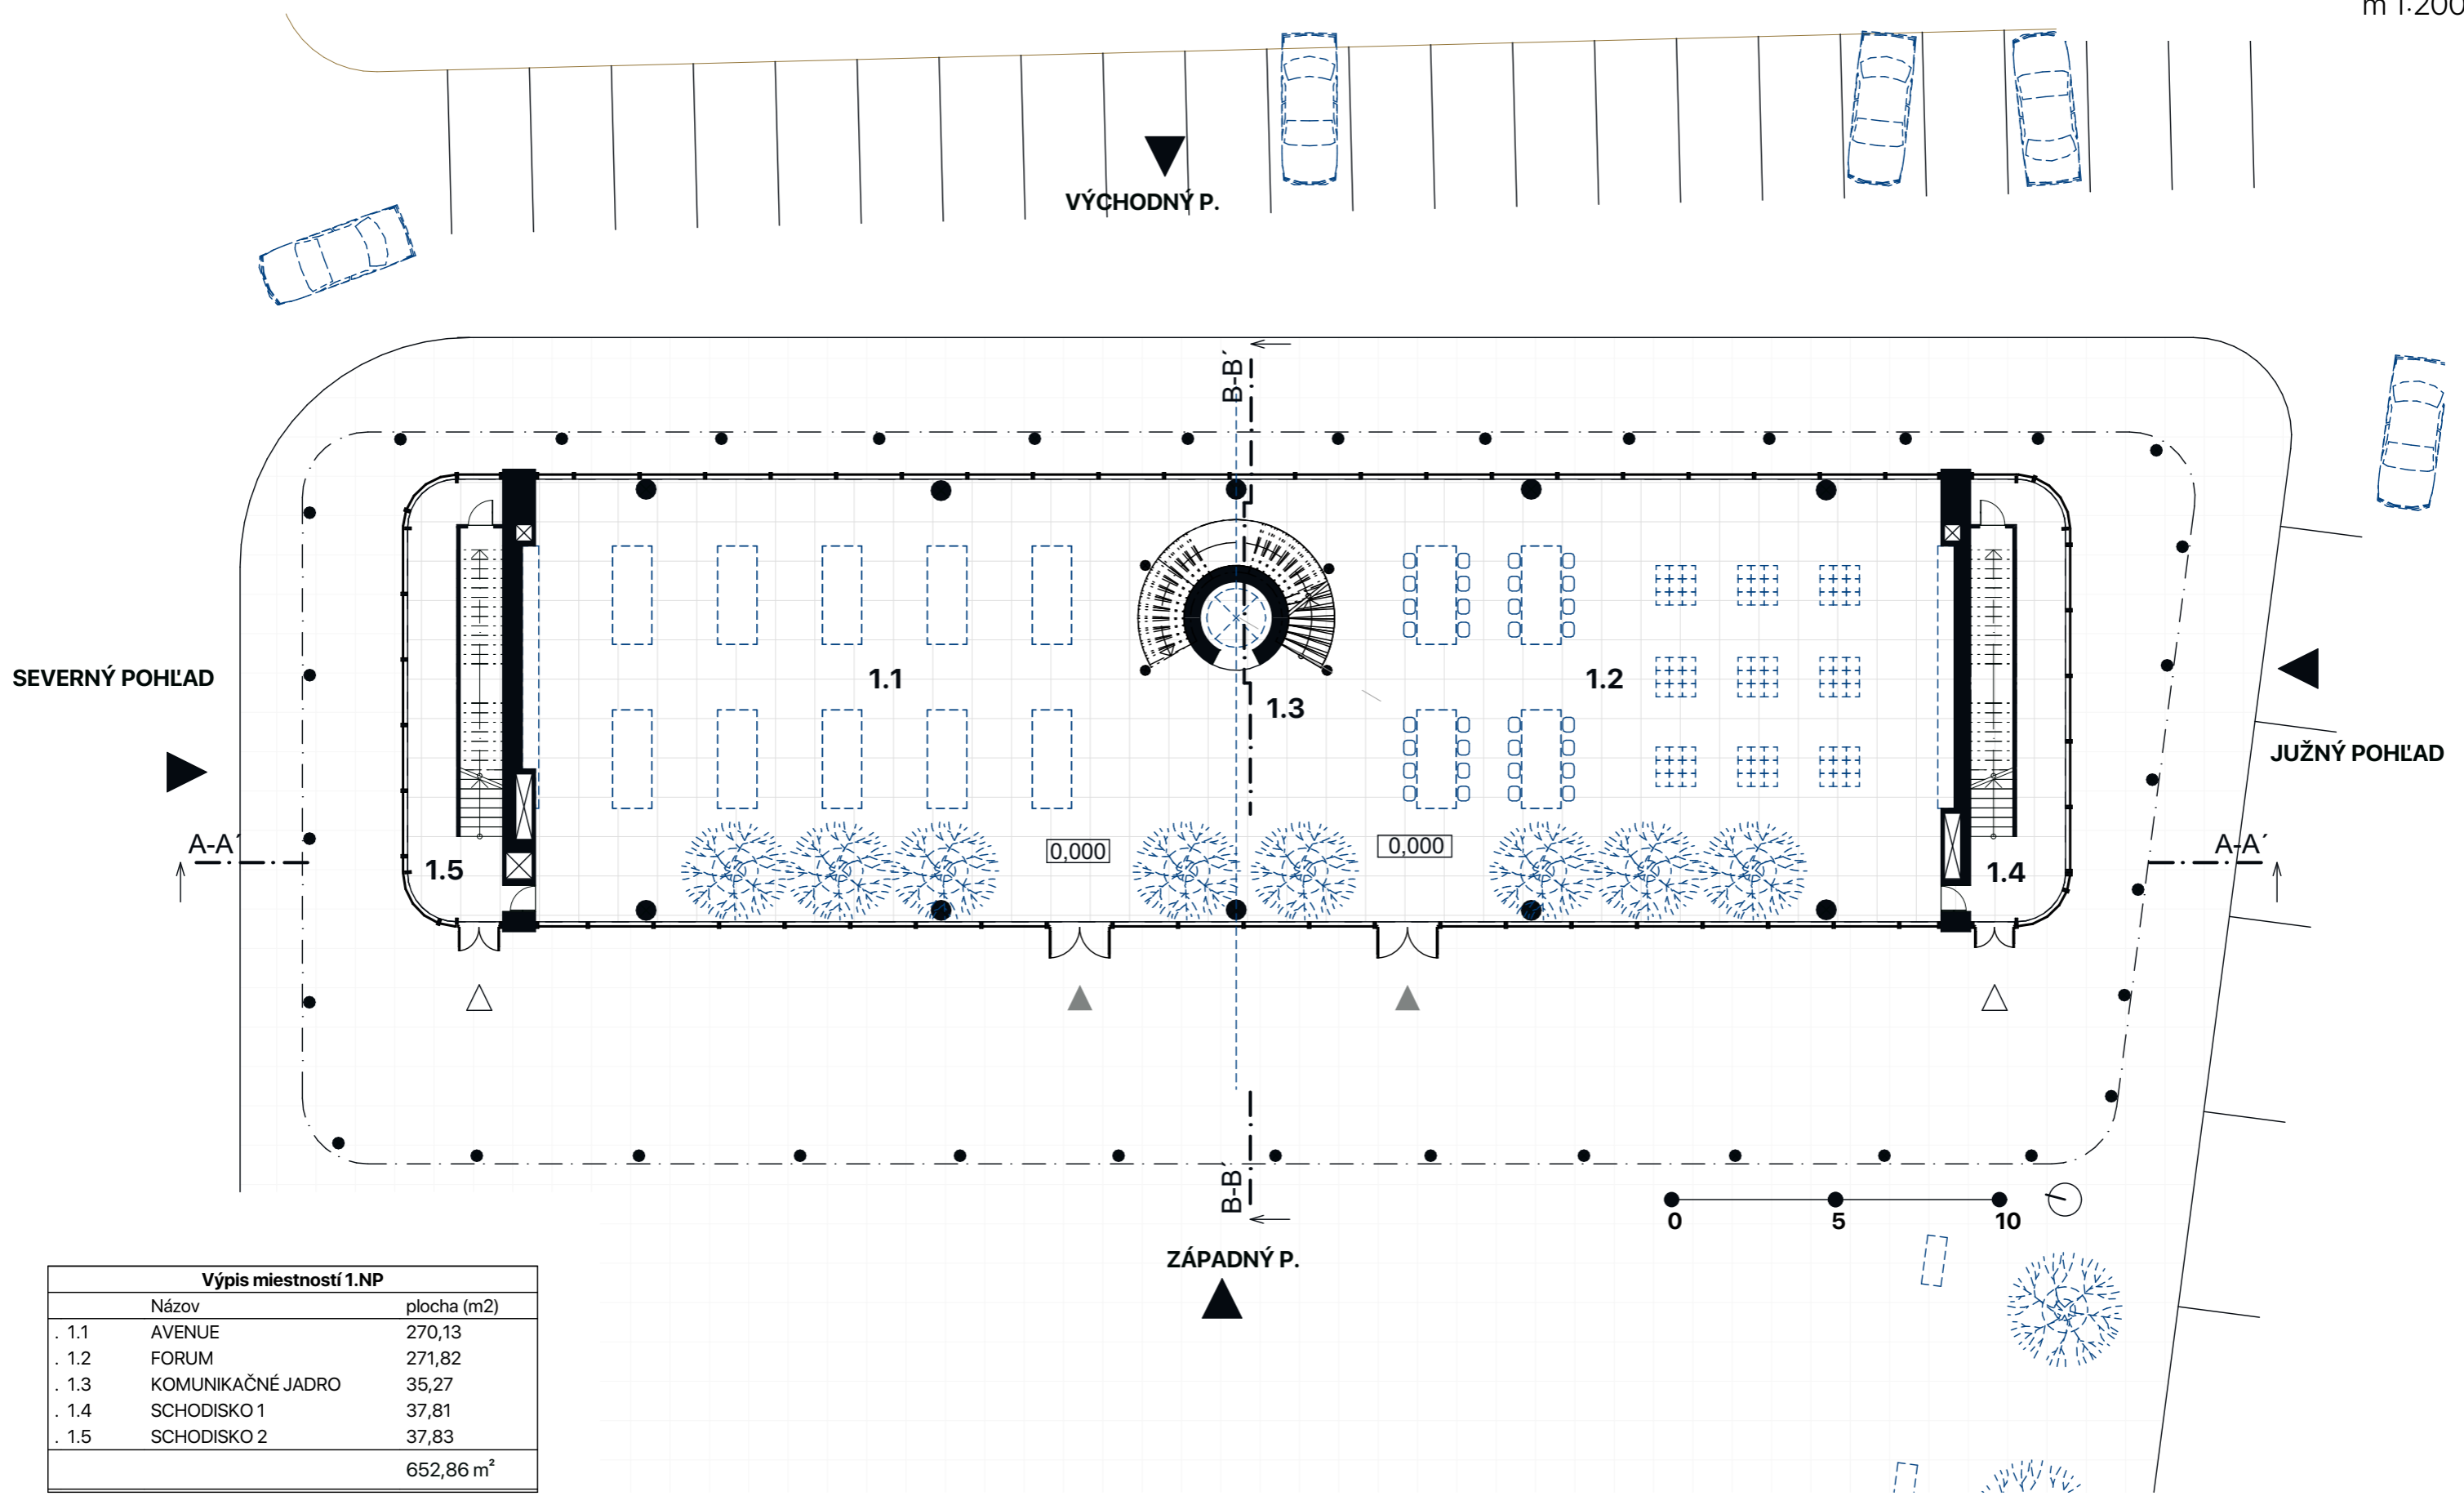 m 1:200
VÝCHODNÝ P.
B-B´
SEVERNÝ POHĽAD
1.1
1.2
1.3
JUŽNÝ POHĽAD
A-A´
A-A´
0,000
0,000
1.5
1.4
B-B´
0
5
10
ZÁPADNÝ P.
Výpis miestností 1.NP
Názov plocha (m2)
. 1.1 AVENUE 270,13
. 1.2 FORUM 271,82
. 1.3 KOMUNIKAČNÉ JADRO 35,27
. 1.4 SCHODISKO 1 37,81
. 1.5 SCHODISKO 2 37,83
652,86 m²